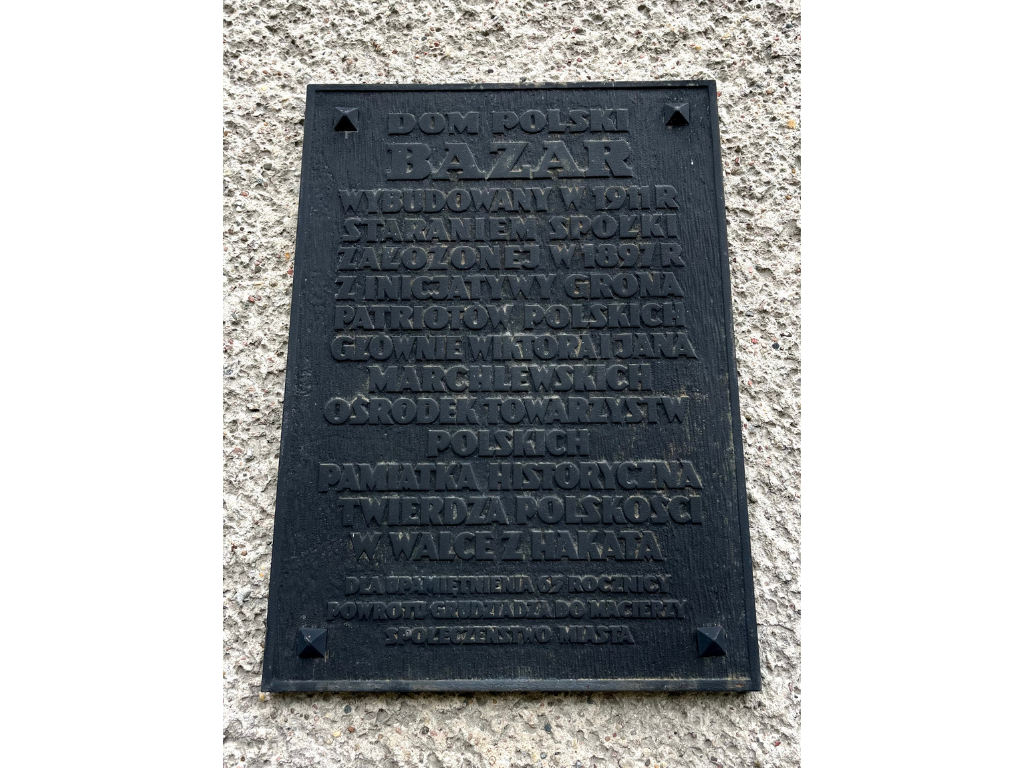 DOM POLSKI
BAZAR
WYBUDOWANY W 1911 R
STARANIEM SPÓŁKI
ZAŁOŻONEJ W 1897 R
Z INICJATYWY GRONA
PATRIOTÓW POLSKICH
GŁÓWNIE WIKTORA I JANA
MARCHLEWSKICH
OŚRODEK TOWARZYSTW
POLSKICH
PAMIĄTKA HISTORYCZNA
TWIERDZA POLSKOŚCI
W WALCE Z HAKATĄ
DLA UPAMIĘTNIENIA 65 ROCZNICY
POWROTU GRUDZIĄDZA DO MACIERZY
SPOŁECZEŃSTWO MIASTA